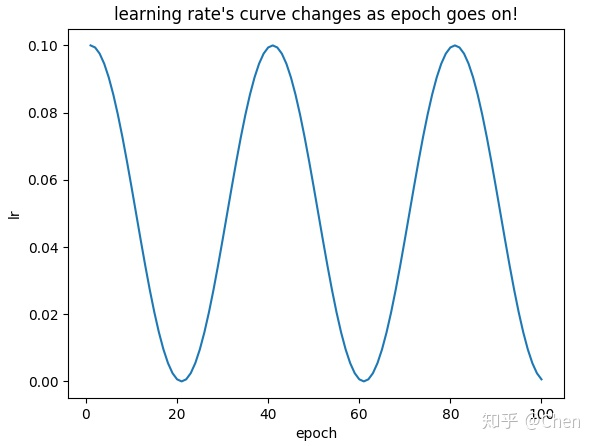 learning rate's curve changes as epoch goes on!
0.10
0.08
0.06
0.04
0.02
0.00
lr
0 20 40 60 80 100
epoch
知乎 @Chen